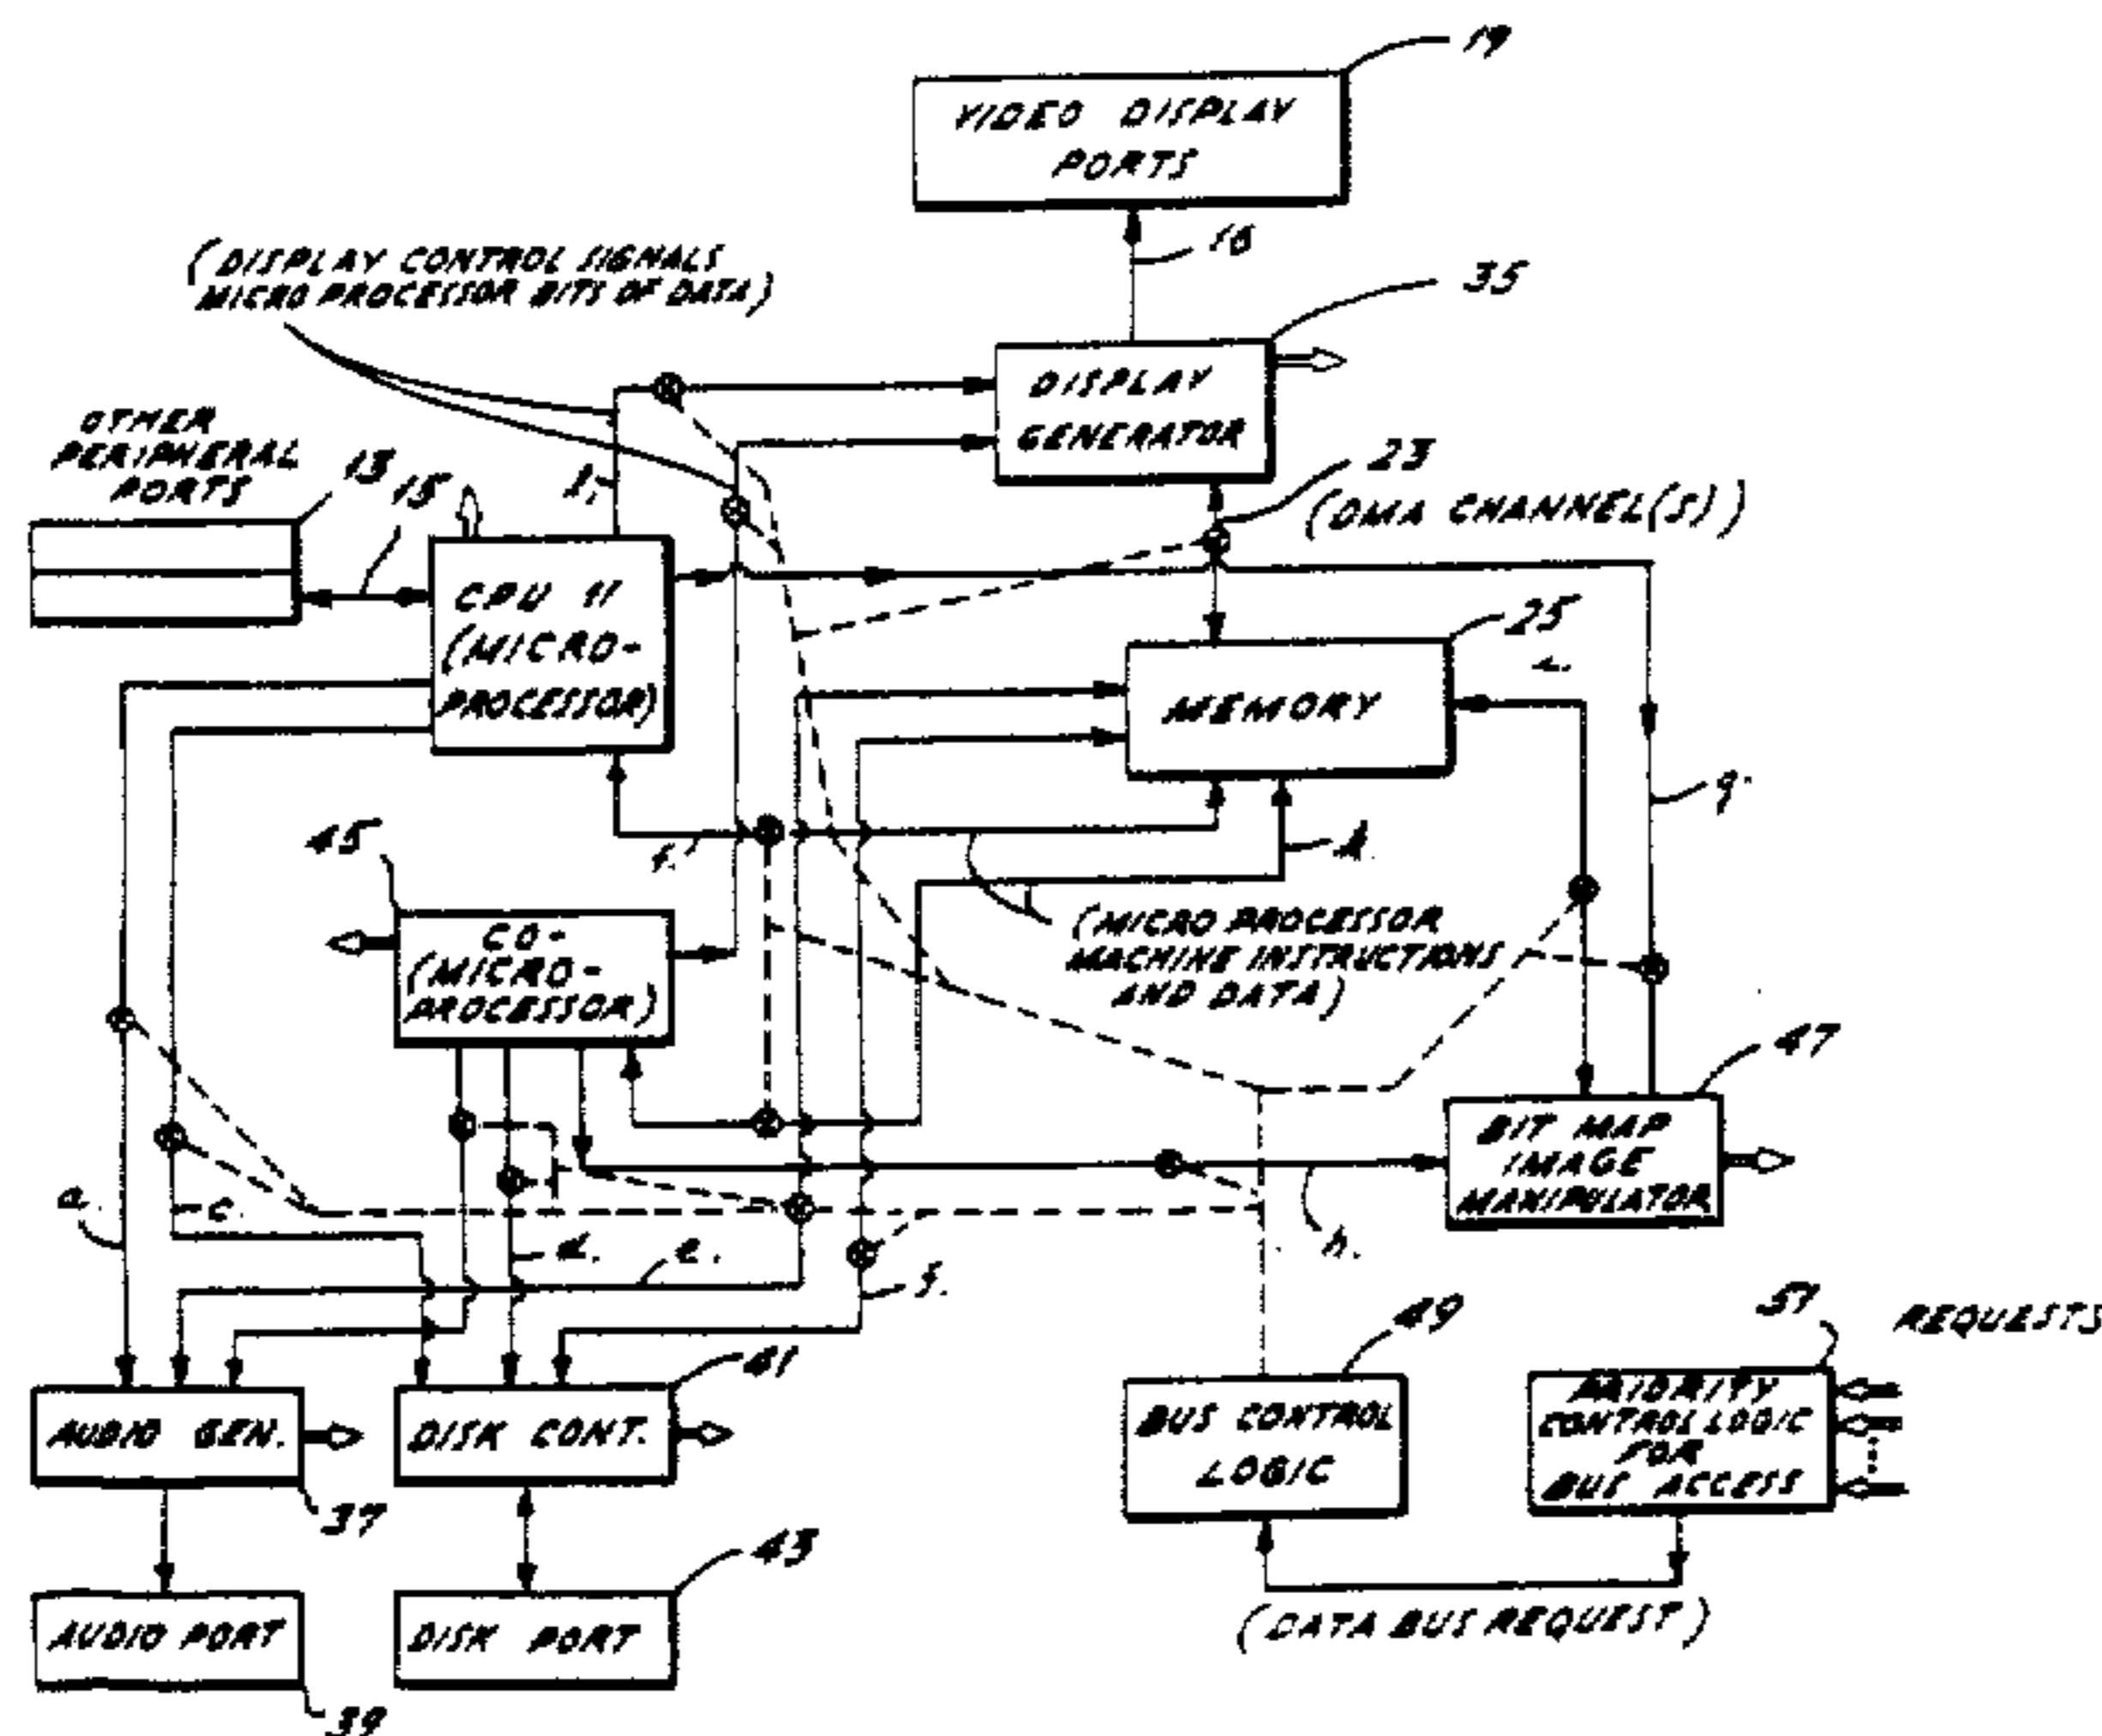 19
VIDEO DISPLAY
PORTS
16
(DISPLAY CONTROL SIGNALS
MICRO PROCESSOR BITS OF DATA)
35
DISPLAY
GENERATOR
OTHER
PERIPHERAL
PORTS
13
15
23
(DMA CHANNEL(S))
CPU 11
(MICRO-
PROCESSOR)
25
MEMORY
g.
k.
45
CO-
(MICRO-
PROCESSOR)
(MICRO PROCESSOR
MACHINE INSTRUCTIONS
AND DATA)
47
BIT MAP
IMAGE
MANIPULATOR
a.
c.
d.
e.
h.
41
49
51
REQUESTS
AUDIO GEN.
DISK CONT.
BUS CONTROL
LOGIC
PRIORITY
CONTROL LOGIC
FOR
BUS ACCESS
37
43
AUDIO PORT
DISK PORT
(DATA BUS REQUEST)
39